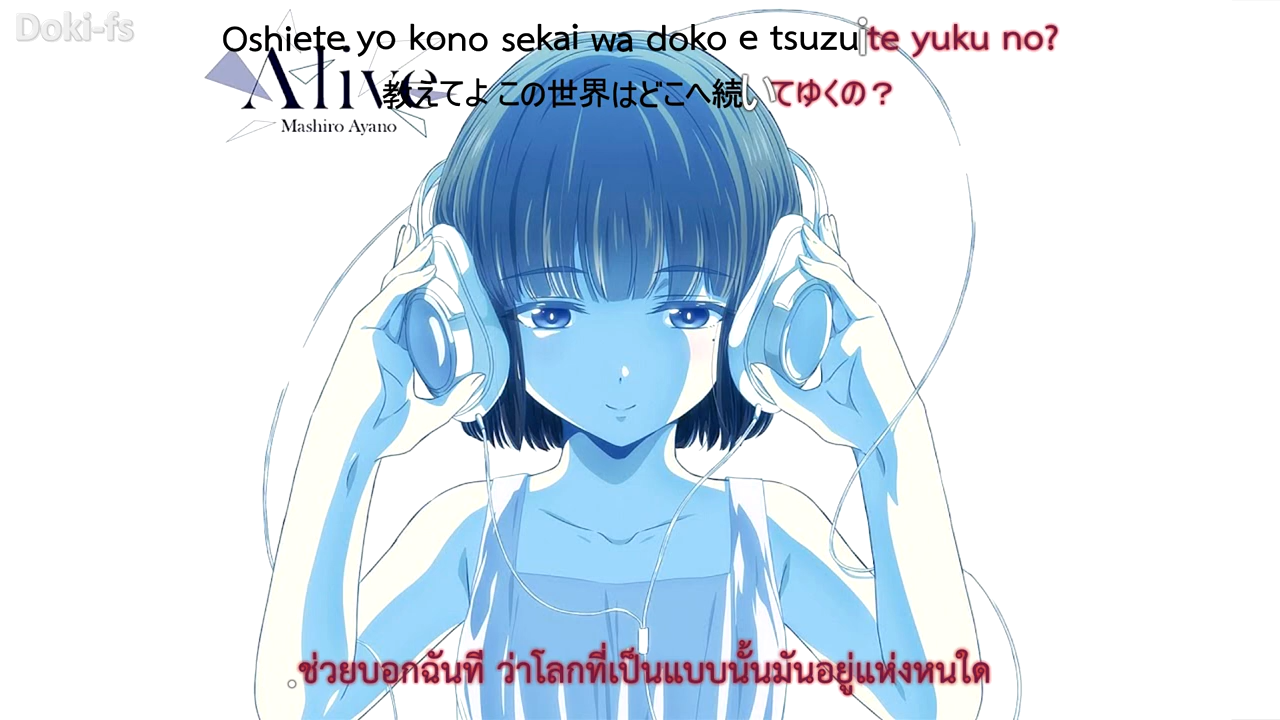 Doki-fs
Oshiete yo kono sekai wa doko e tsuzuite yuku no?
Alive
教えてよ この世界はどこへ続いてゆくの？
Mashiro Ayano
ช่วยบอกฉันที ว่าโลกที่เป็นแบบนั้นมันอยู่แห่งหนใด